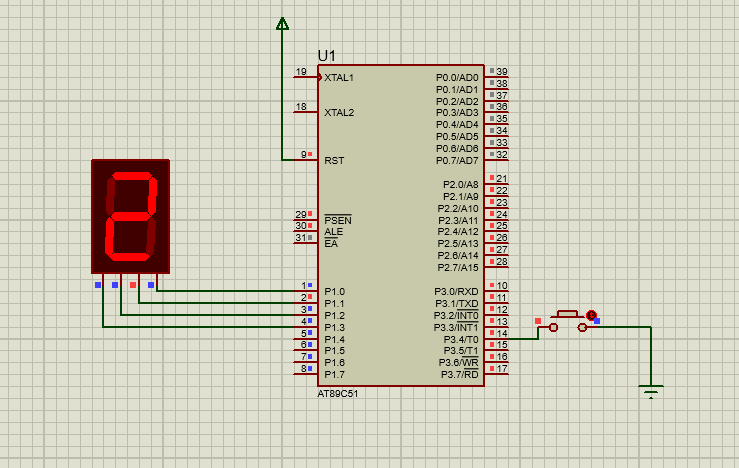 U1
19 XTAL1 P0.0/AD0 39
P0.1/AD1 38
P0.2/AD2 37
18 XTAL2 P0.3/AD3 36
P0.4/AD4 35
P0.5/AD5 34
P0.6/AD6 33
9 RST P0.7/AD7 32
P2.0/A8 21
P2.1/A9 22
P2.2/A10 23
29 PSEN P2.3/A11 24
30 ALE P2.4/A12 25
31 EA P2.5/A13 26
P2.6/A14 27
P2.7/A15 28
1 P1.0 P3.0/RXD 10
2 P1.1 P3.1/TXD 11
3 P1.2 P3.2/INT0 12
4 P1.3 P3.3/INT1 13
5 P1.4 P3.4/T0 14
6 P1.5 P3.5/T1 15
7 P1.6 P3.6/WR 16
8 P1.7 P3.7/RD 17
AT89C51
2